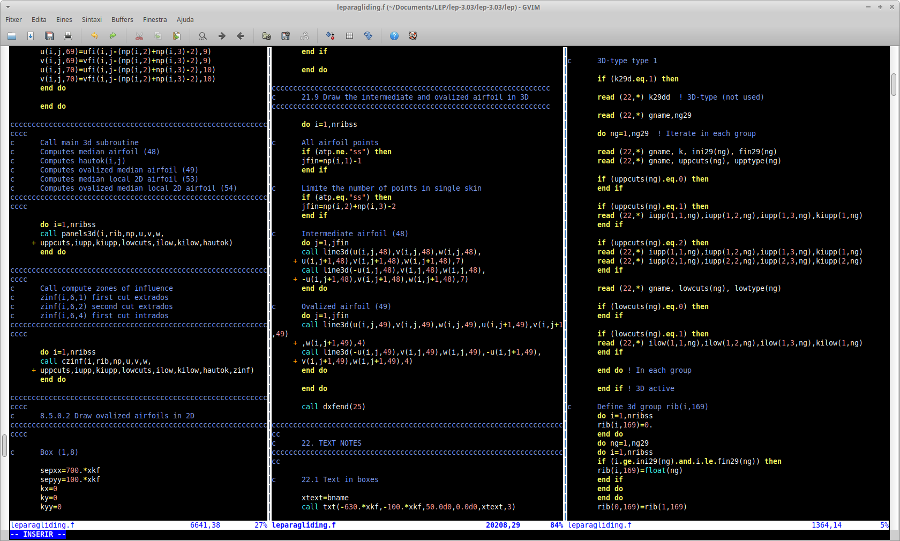 leparagliding.f (~/Documents/LEP/lep-3.03/lep-3.03/lep) - GVIM
Fitxer Edita Eines Sintaxi Buffers Finestra Ajuda
u(i,j,69)=ufi(i,j-(np(i,2)+np(i,3)-2),9)
v(i,j,69)=vfi(i,j-(np(i,2)+np(i,3)-2),9)
u(i,j,70)=ufi(i,j-(np(i,2)+np(i,3)-2),10)
v(i,j,70)=vfi(i,j-(np(i,2)+np(i,3)-2),10)
end do
end do
cccccccccccccccccccccccccccccccccccccccccccccccccccccccccccc
cccc
c Call main 3d subroutine
c Computes median airfoil (48)
c Computes hautok(i,j)
c Computes ovalized median airfoil (49)
c Computes median local 2D airfoil (53)
c Computes ovalized median local 2D airfoil (54)
cccccccccccccccccccccccccccccccccccccccccccccccccccccccccccc
cccc
do i=1,nribss
call panels3d(i,rib,np,u,v,w,
+ uppcuts,iupp,kiupp,lowcuts,ilow,kilow,hautok)
end do
cccccccccccccccccccccccccccccccccccccccccccccccccccccccccccc
cccc
c Call compute zones of influence
c zinf(i,6,1) first cut extrados
c zinf(i,6,2) second cut extrados
c zinf(i,6,4) first cut intrados
cccccccccccccccccccccccccccccccccccccccccccccccccccccccccccc
cccc
do i=1,nribss
call czinf(i,rib,np,u,v,w,
+ uppcuts,iupp,kiupp,lowcuts,ilow,kilow,hautok,zinf)
end do
cccccccccccccccccccccccccccccccccccccccccccccccccccccccccccc
cccc
c 8.5.0.2 Draw ovalized airfoils in 2D
cccccccccccccccccccccccccccccccccccccccccccccccccccccccccccc
cccc
c Box (1,8)
sepxx=700.*xkf
sepyy=100.*xkf
kx=0
ky=0
kyy=0
leparagliding.f 6641,38 27%
-- INSERIR --
end if
end do
cccccccccccccccccccccccccccccccccccccccccccccccccccccccccccccccccc
c 21.9 Draw the intermediate and ovalized airfoil in 3D
cccccccccccccccccccccccccccccccccccccccccccccccccccccccccccccccccc
do i=1,nribss
c All airfoil points
if (atp.ne."ss") then
jfin=np(i,1)-1
end if
c Limite the number of points in single skin
if (atp.eq."ss") then
jfin=np(i,2)+np(i,3)-2
end if
c Intermediate airfoil (48)
do j=1,jfin
call line3d(u(i,j,48),v(i,j,48),w(i,j,48),
+ u(i,j+1,48),v(i,j+1,48),w(i,j+1,48),7)
call line3d(-u(i,j,48),v(i,j,48),w(i,j,48),
+ -u(i,j+1,48),v(i,j+1,48),w(i,j+1,48),7)
end do
c Ovalized airfoil (49)
do j=1,jfin
call line3d(u(i,j,49),v(i,j,49),w(i,j,49),u(i,j+1,49),v(i,j+1
,49)
+ ,w(i,j+1,49),4)
call line3d(-u(i,j,49),v(i,j,49),w(i,j,49),-u(i,j+1,49),
+ v(i,j+1,49),w(i,j+1,49),4)
end do
end do
call dxfend(25)
cccccccccccccccccccccccccccccccccccccccccccccccccccccccccccccccccccc
cc
c 22. TEXT NOTES
cccccccccccccccccccccccccccccccccccccccccccccccccccccccccccccccccccc
cc
c 22.1 Text in boxes
xtext=bname
call txt(-630.*xkf,-100.*xkf,50.0d0,0.0d0,xtext,3)
leparagliding.f 20208,29 84%
c 3D-type type 1
if (k29d.eq.1) then
read (22,*) k29dd ! 3D-type (not used)
read (22,*) gname,ng29
do ng=1,ng29 ! Iterate in each group
read (22,*) gname, k, ini29(ng), fin29(ng)
read (22,*) gname, uppcuts(ng), upptype(ng)
if (uppcuts(ng).eq.0) then
end if
if (uppcuts(ng).eq.1) then
read (22,*) iupp(1,1,ng),iupp(1,2,ng),iupp(1,3,ng),kiupp(1,ng)
end if
if (uppcuts(ng).eq.2) then
read (22,*) iupp(1,1,ng),iupp(1,2,ng),iupp(1,3,ng),kiupp(1,ng)
read (22,*) iupp(2,1,ng),iupp(2,2,ng),iupp(2,3,ng),kiupp(2,ng)
end if
read (22,*) gname, lowcuts(ng), lowtype(ng)
if (lowcuts(ng).eq.0) then
end if
if (lowcuts(ng).eq.1) then
read (22,*) ilow(1,1,ng),ilow(1,2,ng),ilow(1,3,ng),kilow(1,ng)
end if
end do ! In each group
end if ! 3D active
c Define 3d group rib(i,169)
do i=1,nribss
rib(i,169)=0.
end do
do ng=1,ng29
do i=1,nribss
if (i.ge.ini29(ng).and.i.le.fin29(ng)) then
rib(i,169)=float(ng)
end if
end do
end do
rib(0,169)=rib(1,169)
leparagliding.f 1364,14 5%